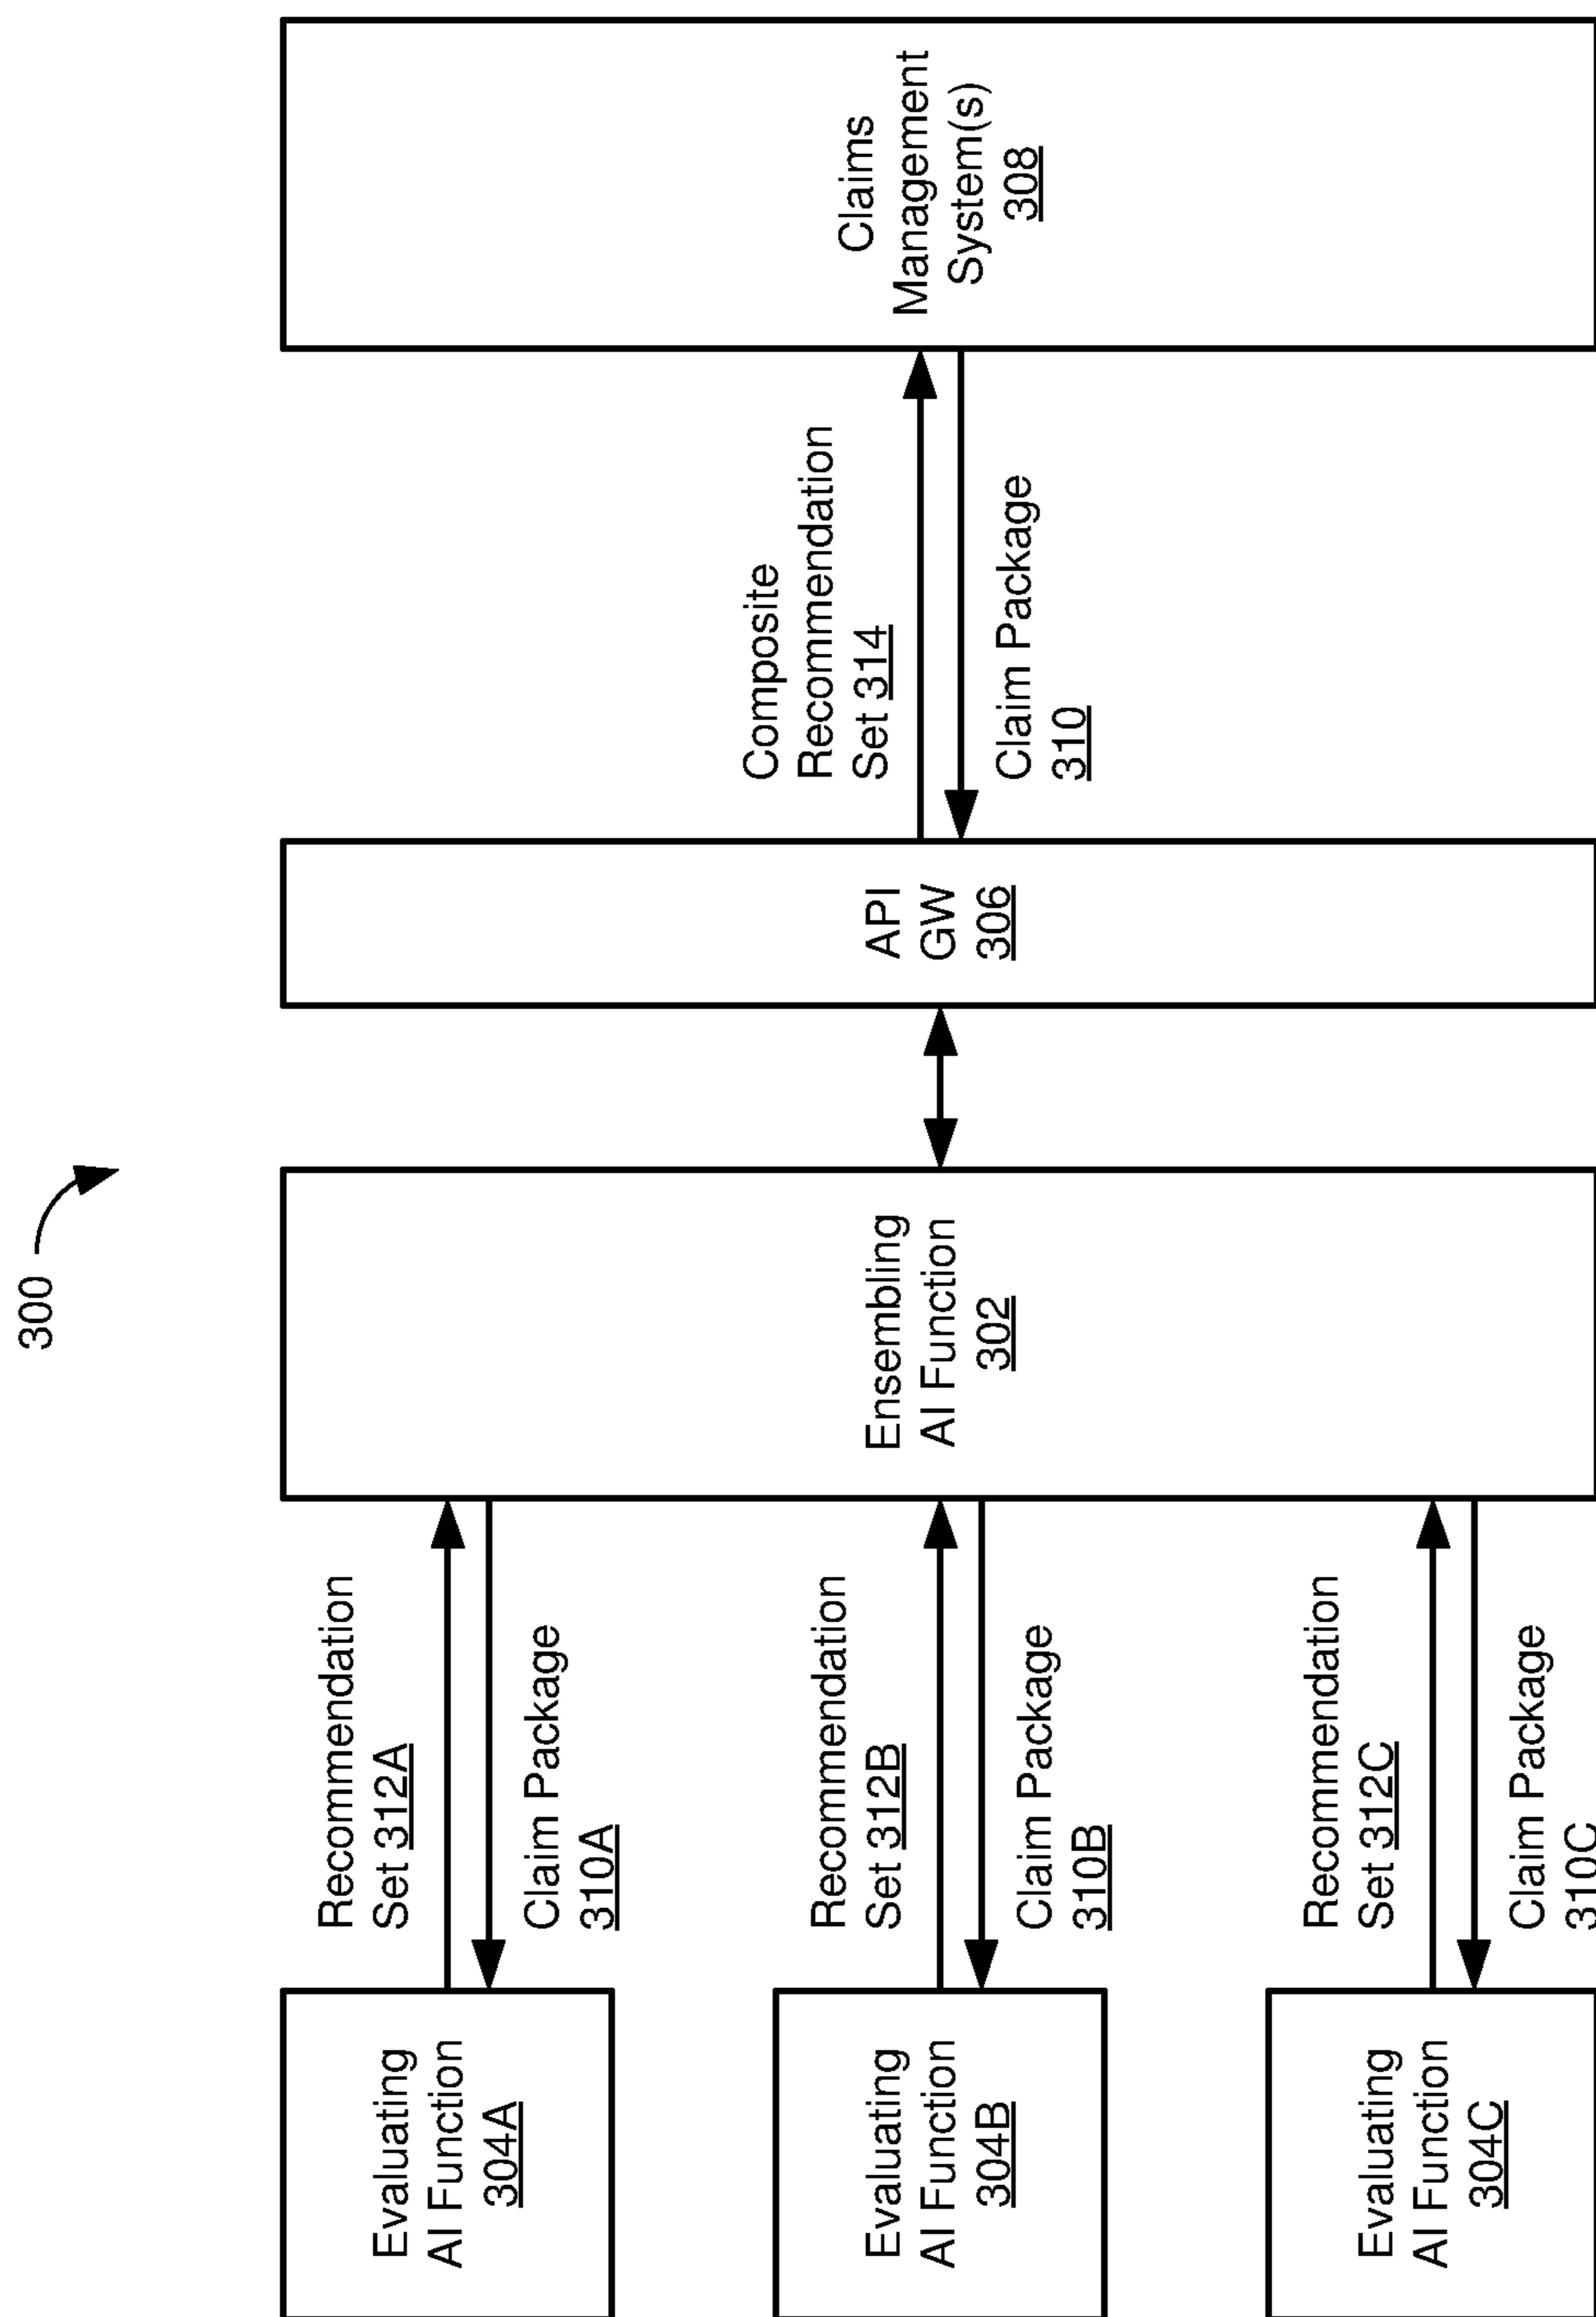 300
Evaluating
AI Function
304A
Recommendation
Set 312A
Claim Package
310A
Evaluating
AI Function
304B
Recommendation
Set 312B
Claim Package
310B
Evaluating
AI Function
304C
Recommendation
Set 312C
Claim Package
310C
Ensembling
AI Function
302
API
GW
306
Composite
Recommendation
Set 314
Claim Package
310
Claims
Management
System(s)
308